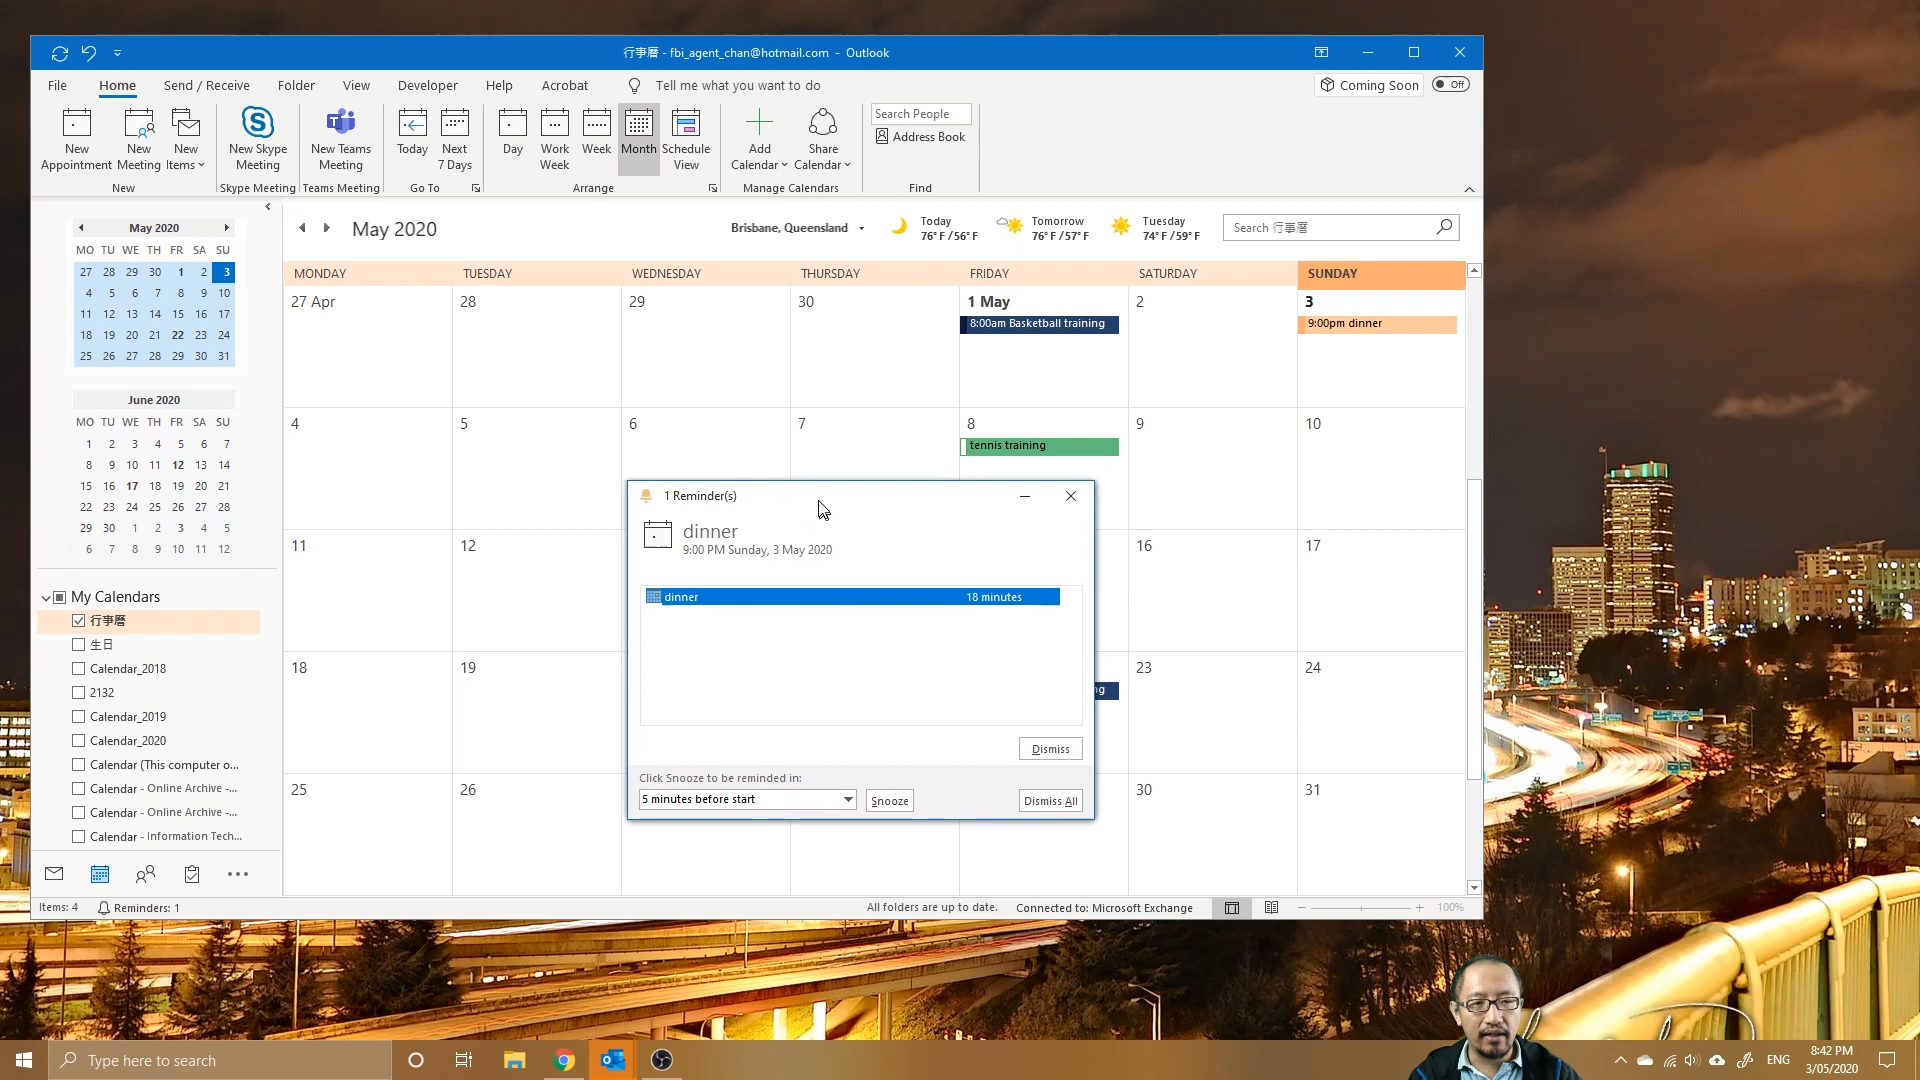 行事曆 - fbi_agent_chan@hotmail.com - Outlook
File Home Send / Receive Folder View Developer Help Acrobat Tell me what you want to do
Coming Soon Off
New Appointment
New Meeting
New Items
New Skype Meeting
New Teams Meeting
Today
Next 7 Days
Day
Work Week
Week
Month
Schedule View
Add Calendar
Share Calendar
Search People
Address Book
New Skype Meeting Teams Meeting Go To Arrange Manage Calendars Find
May 2020
MO TU WE TH FR SA SU
27 28 29 30 1 2 3
4 5 6 7 8 9 10
11 12 13 14 15 16 17
18 19 20 21 22 23 24
25 26 27 28 29 30 31
June 2020
MO TU WE TH FR SA SU
1 2 3 4 5 6 7
8 9 10 11 12 13 14
15 16 17 18 19 20 21
22 23 24 25 26 27 28
29 30 1 2 3 4 5
6 7 8 9 10 11 12
My Calendars
行事曆
生日
Calendar_2018
2132
Calendar_2019
Calendar_2020
Calendar (This computer o...
Calendar - Online Archive -...
Calendar - Online Archive -...
Calendar - Information Tech...
May 2020
Brisbane, Queensland
Today
76° F / 56° F
Tomorrow
76° F / 57° F
Tuesday
74° F / 59° F
Search 行事曆
MONDAY TUESDAY WEDNESDAY THURSDAY FRIDAY SATURDAY SUNDAY
27 Apr 28 29 30 1 May 2 3
8:00am Basketball training
9:00pm dinner
4 5 6 7 8 9 10
tennis training
11 12 16 17
18 19 23 24
ng
25 26 30 31
1 Reminder(s)
dinner
9:00 PM Sunday, 3 May 2020
dinner 18 minutes
Dismiss
Click Snooze to be reminded in:
5 minutes before start Snooze Dismiss All
Items: 4 Reminders: 1
All folders are up to date. Connected to: Microsoft Exchange 100%
Type here to search
ENG
8:42 PM
3/05/2020